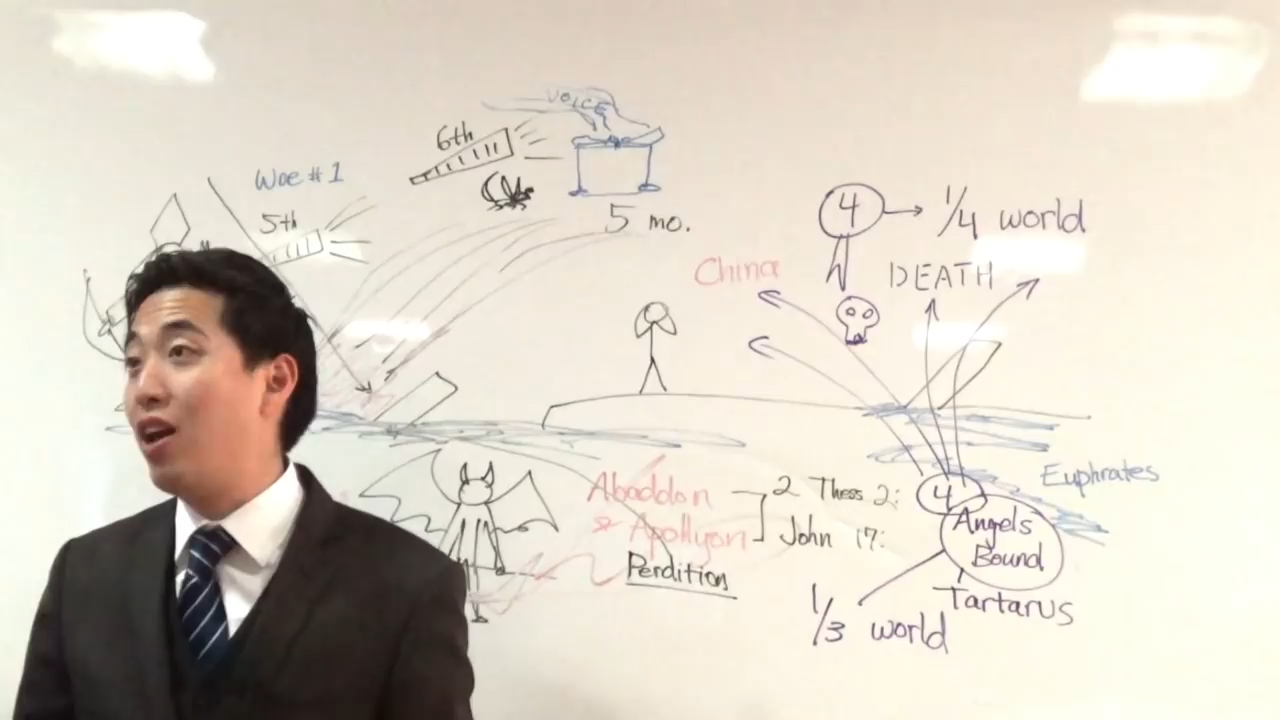 VOICE
6th
Woe #1
5th
5 mo.
4 → 1/4 world
China
DEATH
Euphrates
Abaddon
& Apollyon
2 Thess 2:
John 17:
Perdition
4
Angels
Bound
Tartarus
1/3 world